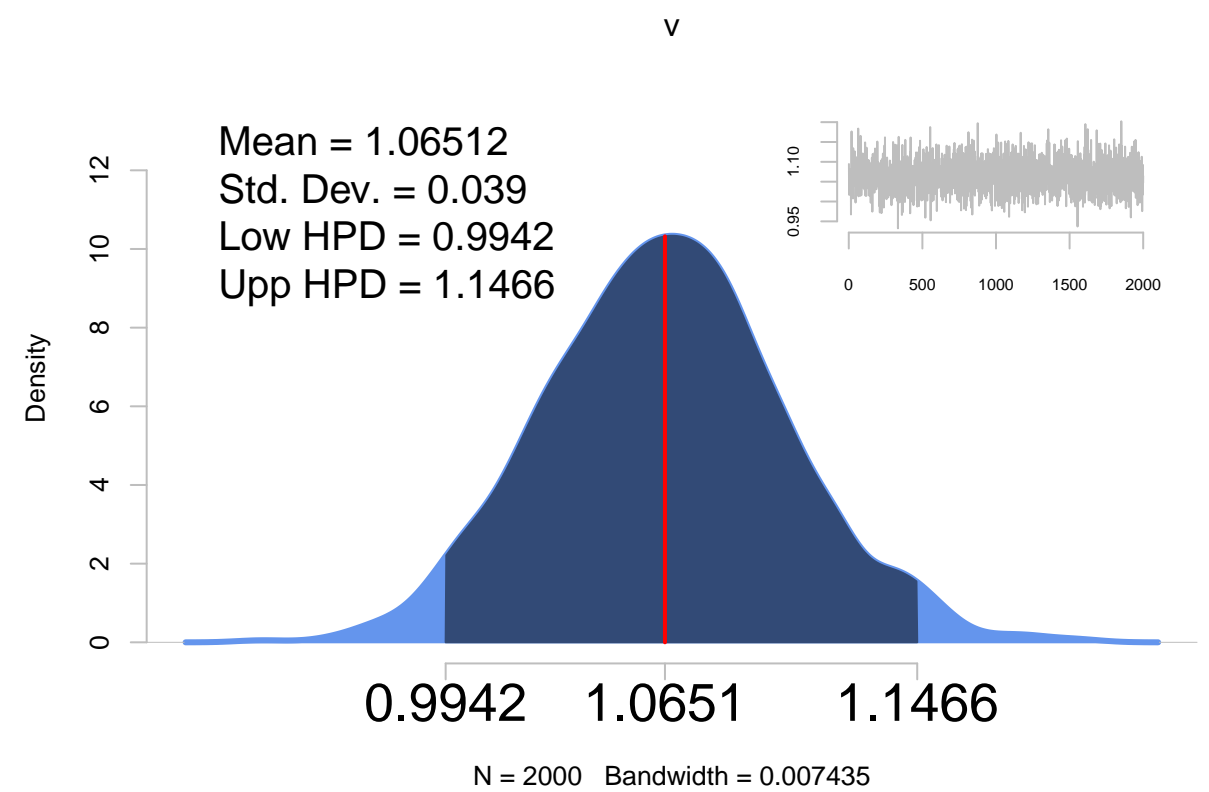 v
Mean = 1.06512
Std. Dev. = 0.039
Low HPD = 0.9942
Upp HPD = 1.1466
1.10
0.95
0 500 1000 1500 2000
Density
12
10
8
6
4
2
0
0.9942 1.0651 1.1466
N = 2000 Bandwidth = 0.007435